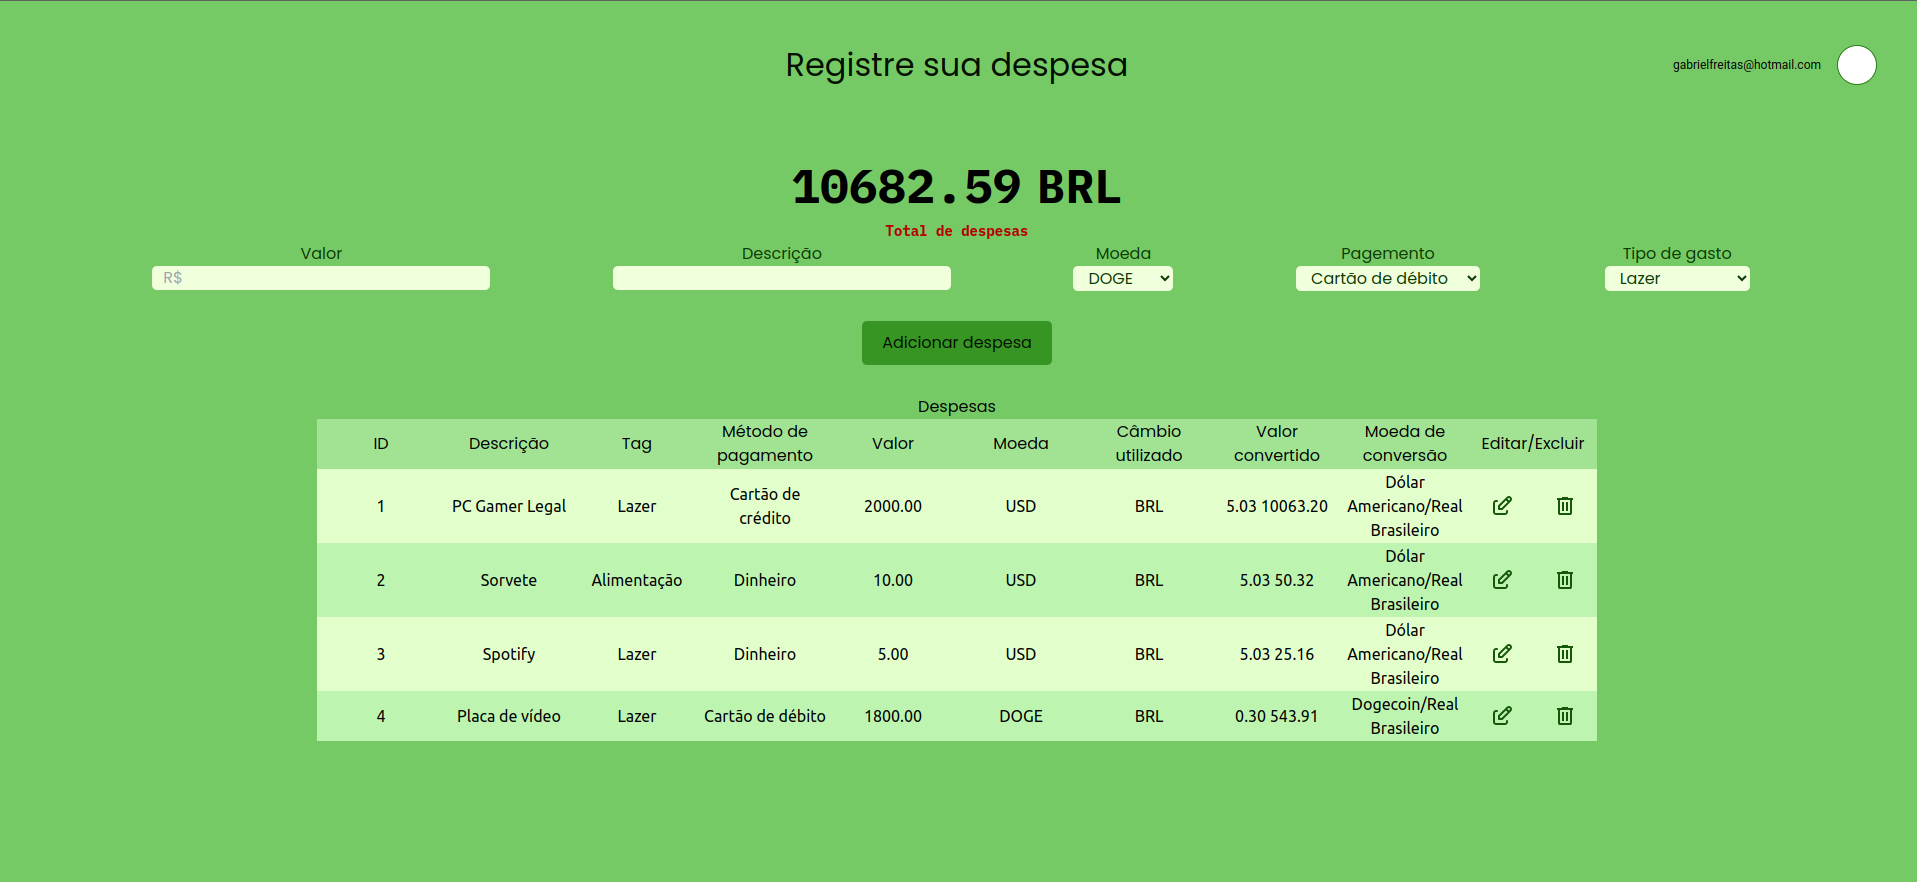 Registre sua despesa
gabrielfreitas@hotmail.com
10682.59 BRL
Total de despesas
Valor Descrição Moeda Pagemento Tipo de gasto
R$ DOGE Cartão de débito Lazer
Adicionar despesa
Despesas
ID Descrição Tag Método de pagamento Valor Moeda Câmbio utilizado Valor convertido Moeda de conversão Editar/Excluir
1 PC Gamer Legal Lazer Cartão de crédito 2000.00 USD BRL 5.03 10063.20 Dólar Americano/Real Brasileiro
2 Sorvete Alimentação Dinheiro 10.00 USD BRL 5.03 50.32 Dólar Americano/Real Brasileiro
3 Spotify Lazer Dinheiro 5.00 USD BRL 5.03 25.16 Dólar Americano/Real Brasileiro
4 Placa de vídeo Lazer Cartão de débito 1800.00 DOGE BRL 0.30 543.91 Dogecoin/Real Brasileiro